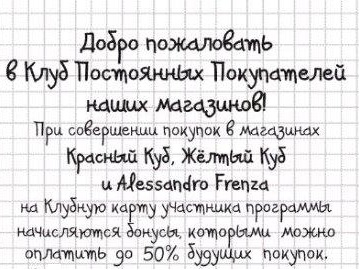 Добро пожаловать
в Клуб Постоянных Покупателей
наших магазинов!
При совершении покупок в магазинах
Красный Куб, Жёлтый Куб
и Alessandro Frenza
на Клубную карту участника программы
начисляются бонусы, которыми можно
оплатить до 50% будущих покупок.